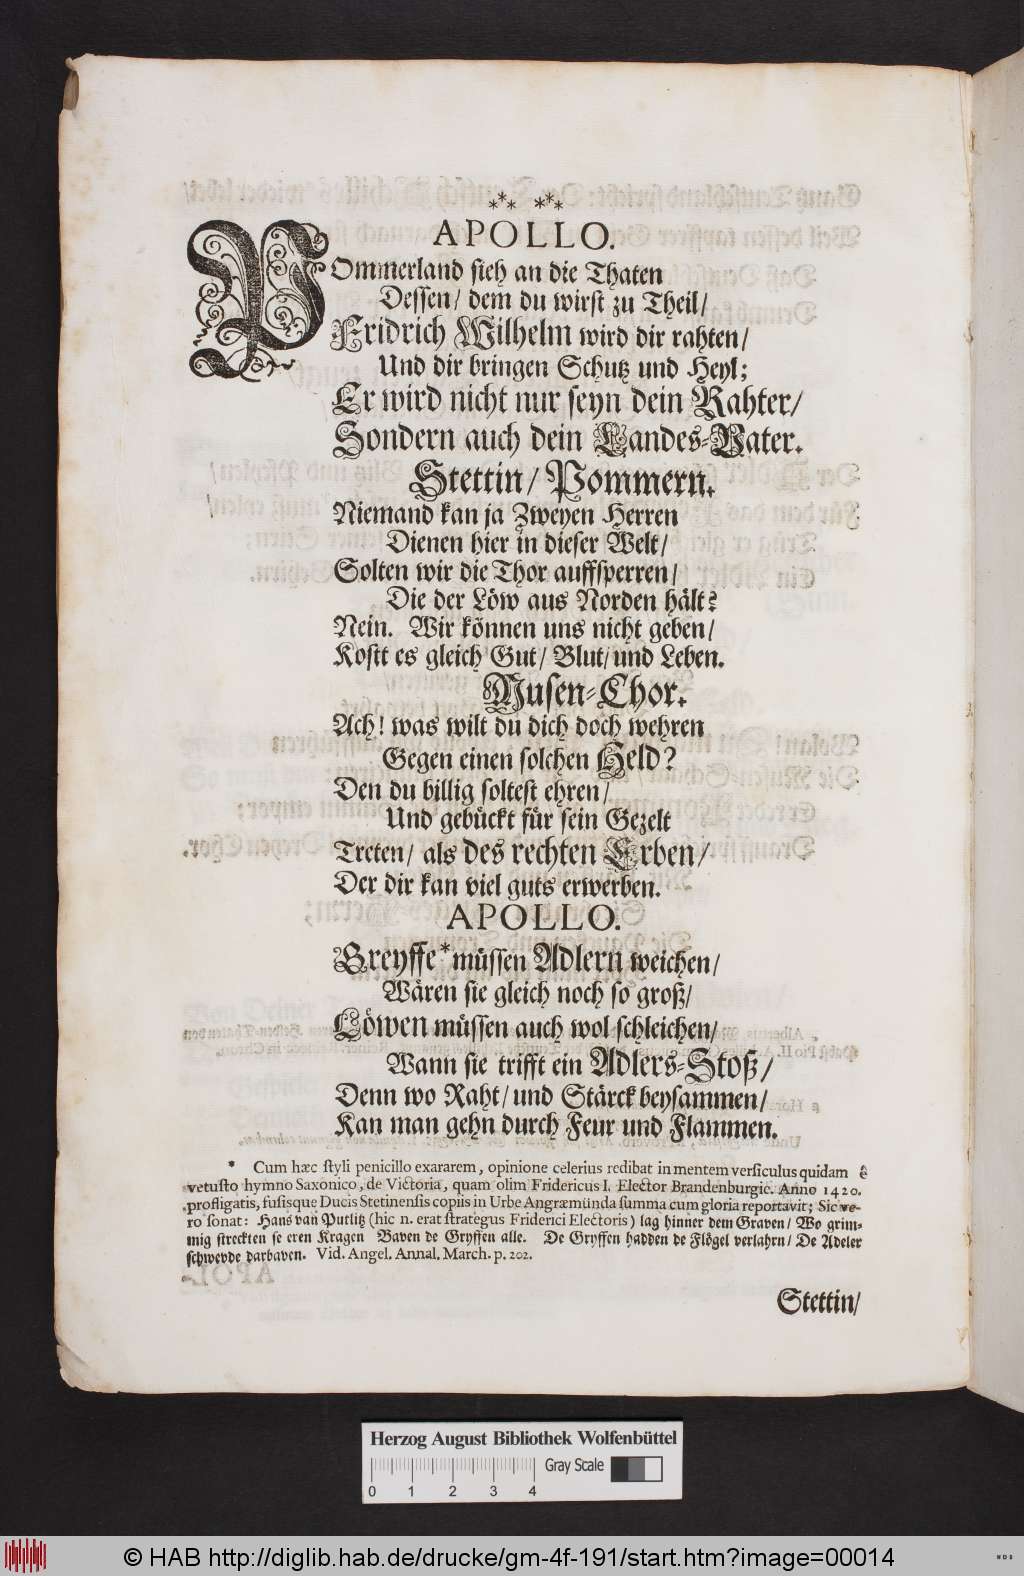 *** ***
APOLLO.
POmmerland sieh an die Thaten
Dessen/ dem du wirst zu Theil/
Fridrich Wilhelm wird dir rahten/
Und dir bringen Schutz und Heyl;
Er wird nicht nur seyn dein Rahter/
Sondern auch dein Landes-Vater.
Stettin/ Pommern.
Niemand kan ja Zweyen Herren
Dienen hier in dieser Welt/
Solten wir die Thor auffsperren/
Die der Löw aus Norden hält?
Nein. Wir können uns nicht geben/
Kostt es gleich Gut/ Blut/ und Leben.
Musen-Chor.
Ach! was wilt du dich doch wehren
Gegen einen solchen Held?
Den du billig soltest ehren/
Und gebückt für sein Gezelt
Treten/ als des rechten Erben/
Der dir kan viel guts erwerben.
APOLLO.
Greyffe * müssen Adlern weichen/
Wären sie gleich noch so groß/
Löwen müssen auch wol schleichen/
Wann sie trifft ein Adlers-Stoß/
Denn wo Raht/ und Stärck beysammen/
Kan man gehn durch Feur und Flammen.
* Cum hæc styli penicillo exararem, opinione celerius redibat in mentem versiculus quidam ê
vetusto hymno Saxonico, de Victoria, quam olim Fridericus I. Elector Brandenburgic. Anno 1420.
profligatis, fusisque Ducis Stetinensis copiis in Urbe Angræmünda summa cum gloria reportavit; Sic ve-
ro sonat: Hans van Putlitz (hic n. erat strategus Friderici Electoris) lag hinner dem Graven/ Wo grim-
mig streckten se eren Kragen Baven de Gryffen alle. De Gryffen hadden de Flögel verlahrn/ De Adeler
schwevde darbaven. Vid. Angel. Annal. March. p. 202.
Stettin/
Herzog August Bibliothek Wolfenbüttel
Gray Scale
0 1 2 3 4
© HAB http://diglib.hab.de/drucke/gm-4f-191/start.htm?image=00014